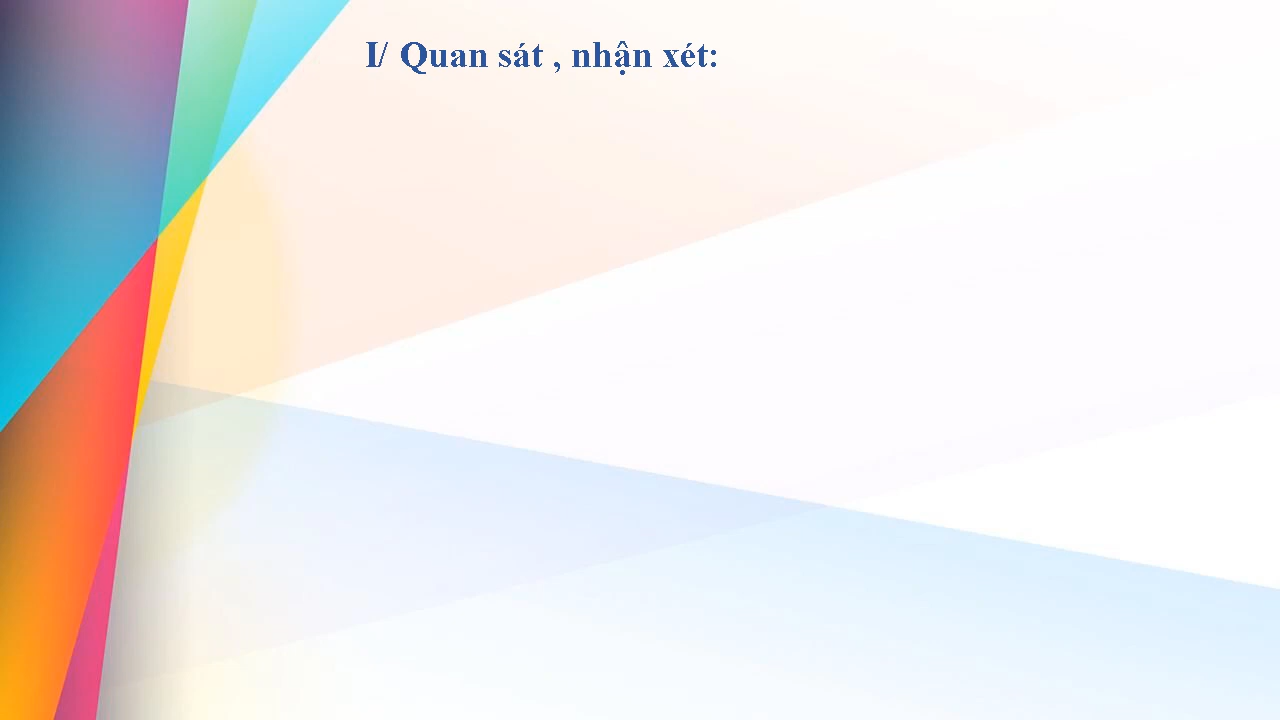 I/ Quan sát , nhận xét: